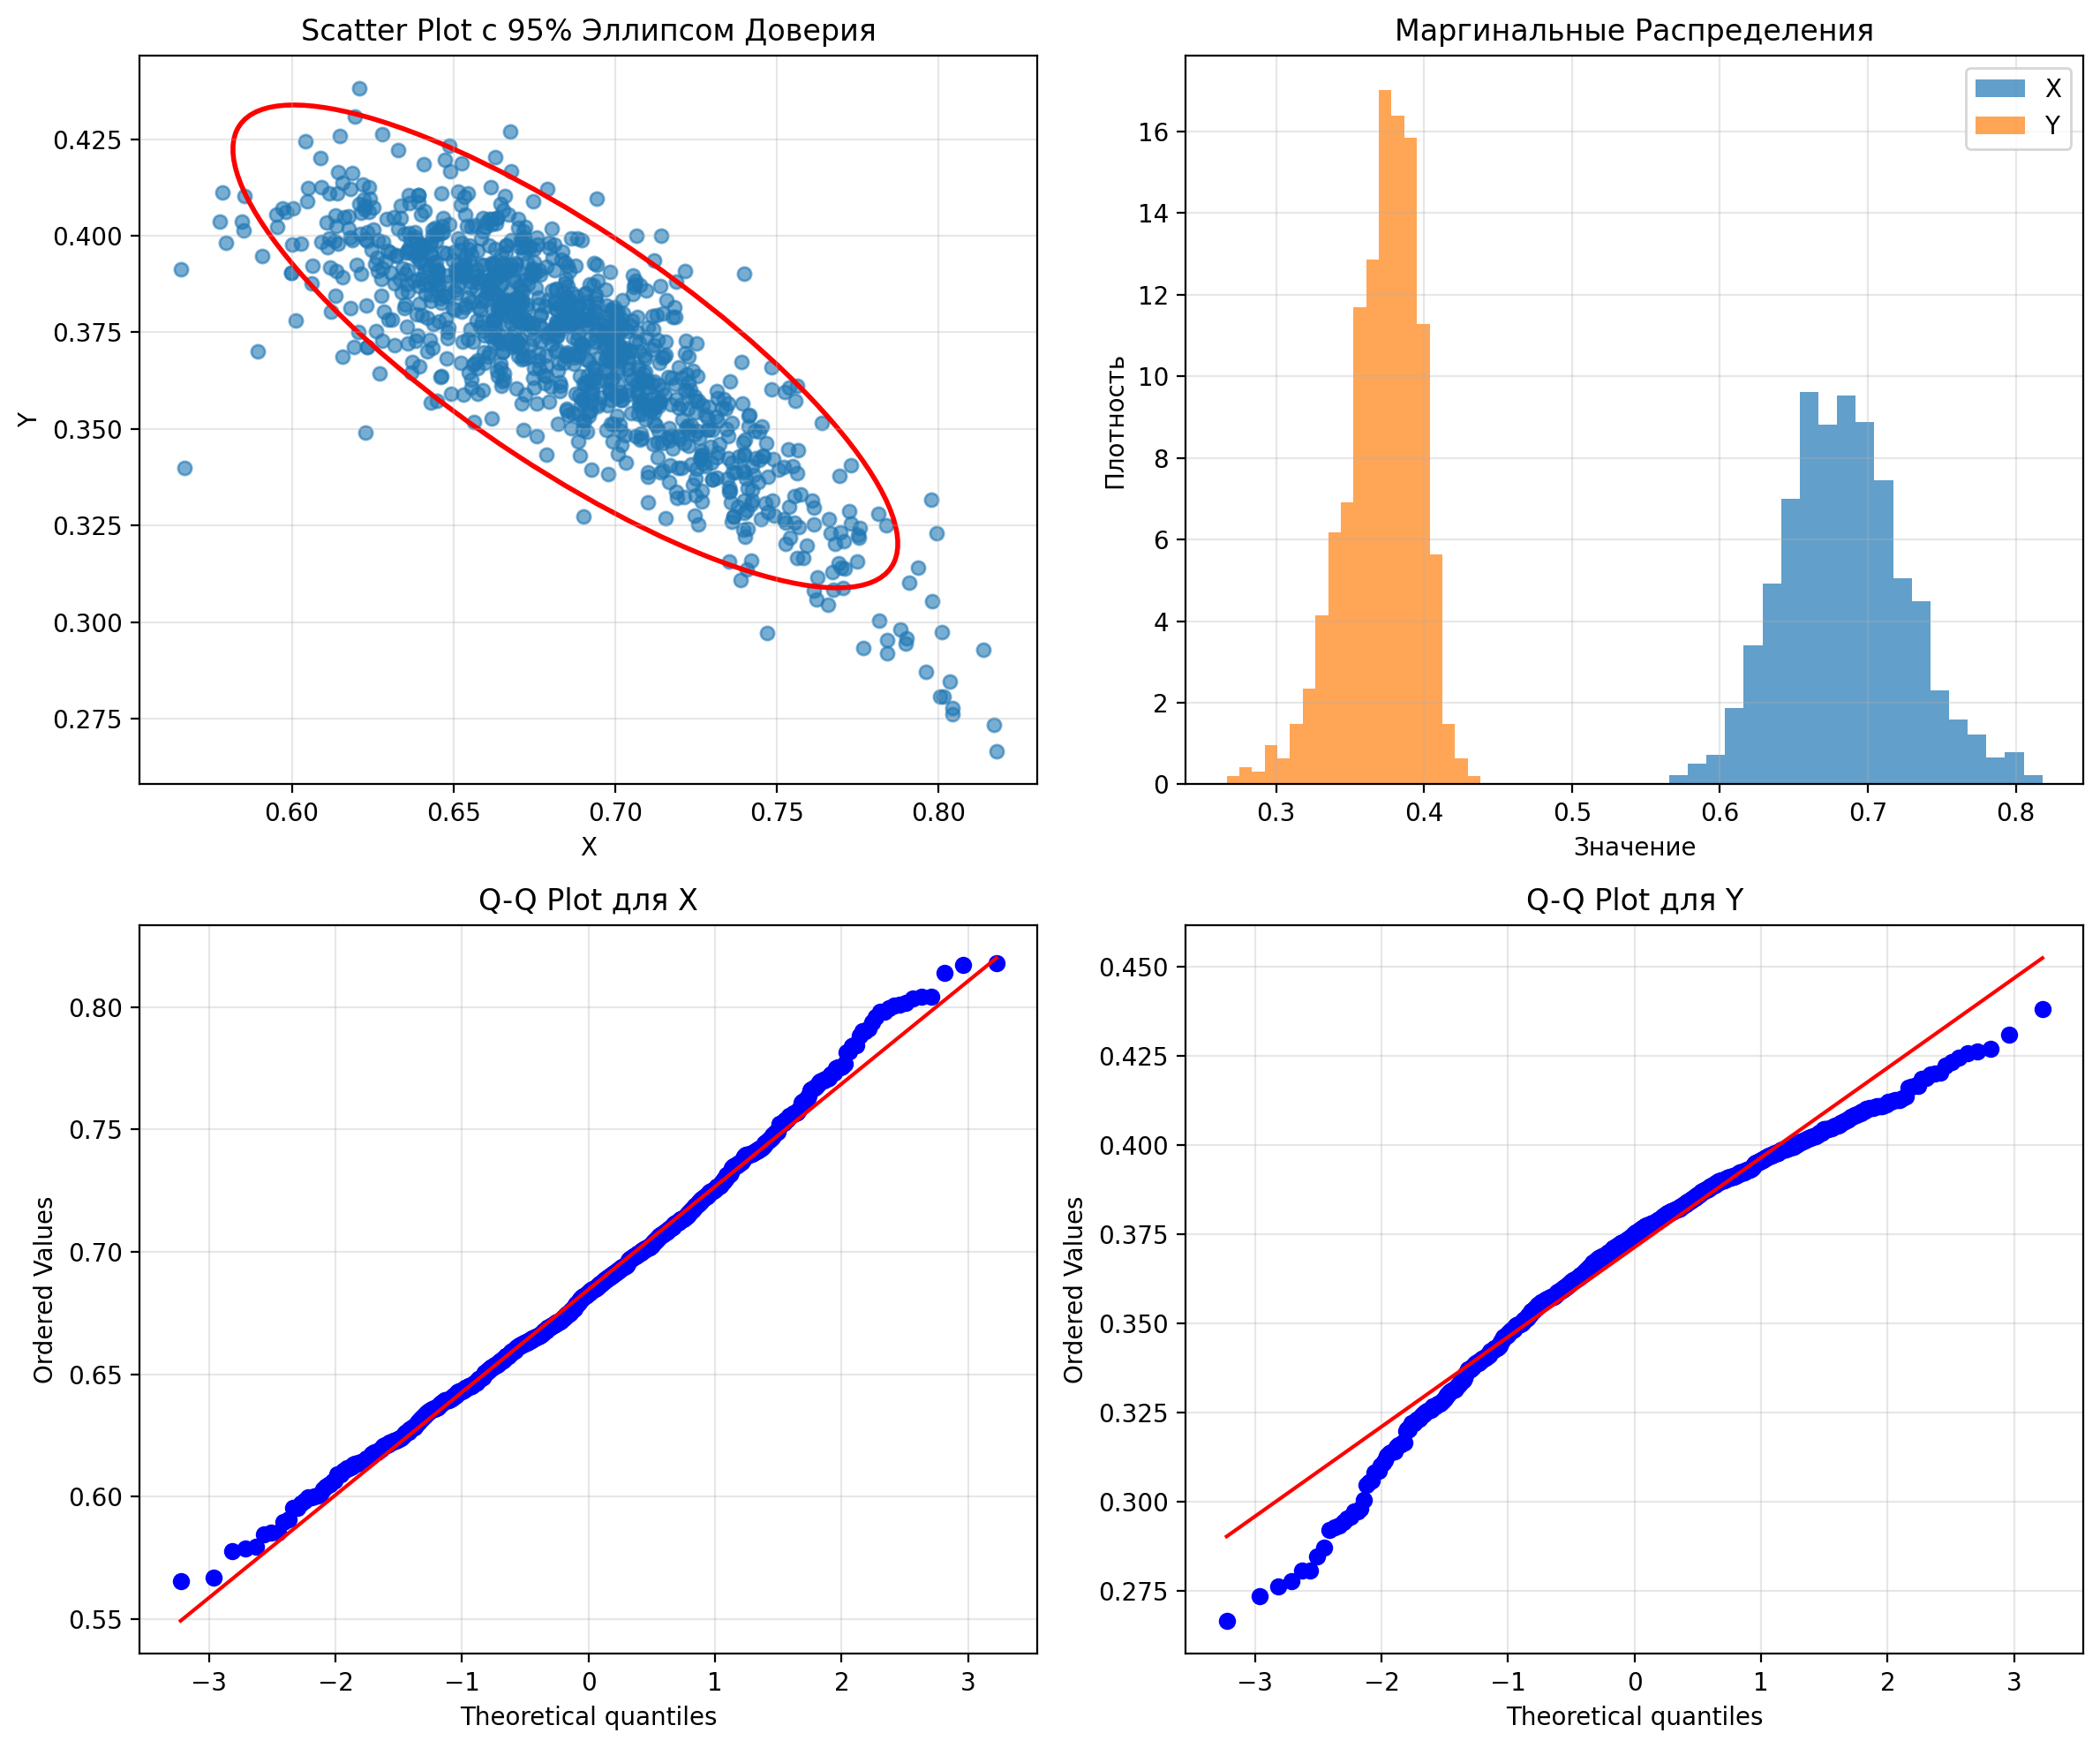 Scatter Plot с 95% Эллипсом Доверия
0.425
0.400
0.375
0.350
0.325
0.300
0.275
Y
0.60 0.65 0.70 0.75 0.80
X
Маргинальные Распределения
X
Y
16
14
12
10
8
6
4
2
0
Плотность
0.3 0.4 0.5 0.6 0.7 0.8
Значение
Q-Q Plot для X
0.80
0.75
0.70
0.65
0.60
0.55
Ordered Values
−3 −2 −1 0 1 2 3
Theoretical quantiles
Q-Q Plot для Y
0.450
0.425
0.400
0.375
0.350
0.325
0.300
0.275
Ordered Values
−3 −2 −1 0 1 2 3
Theoretical quantiles